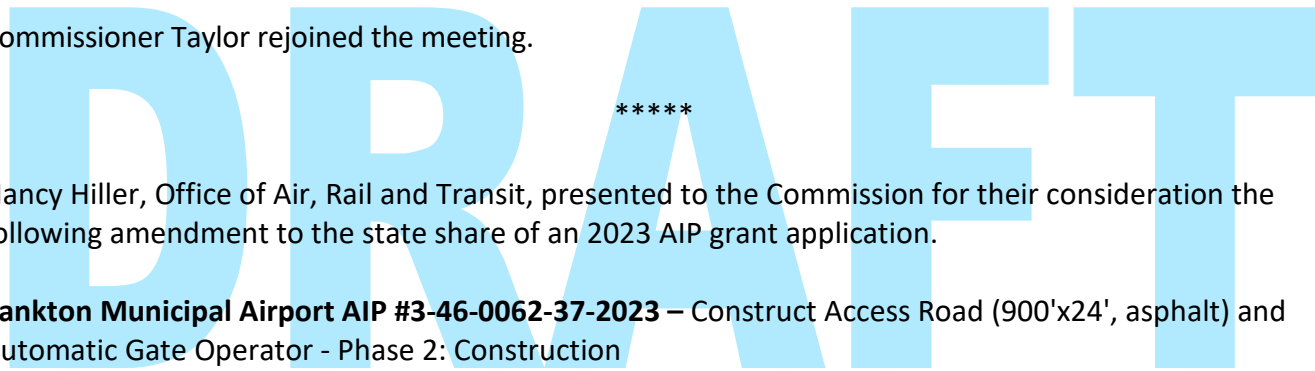 ommissioner Taylor rejoined the meeting.
*****
ancy Hiller, Office of Air, Rail and Transit, presented to the Commission for their consideration the
ollowing amendment to the state share of an 2023 AIP grant application.
ankton Municipal Airport AIP #3-46-0062-37-2023 – Construct Access Road (900'x24', asphalt) and
utomatic Gate Operator - Phase 2: Construction
DRAFT